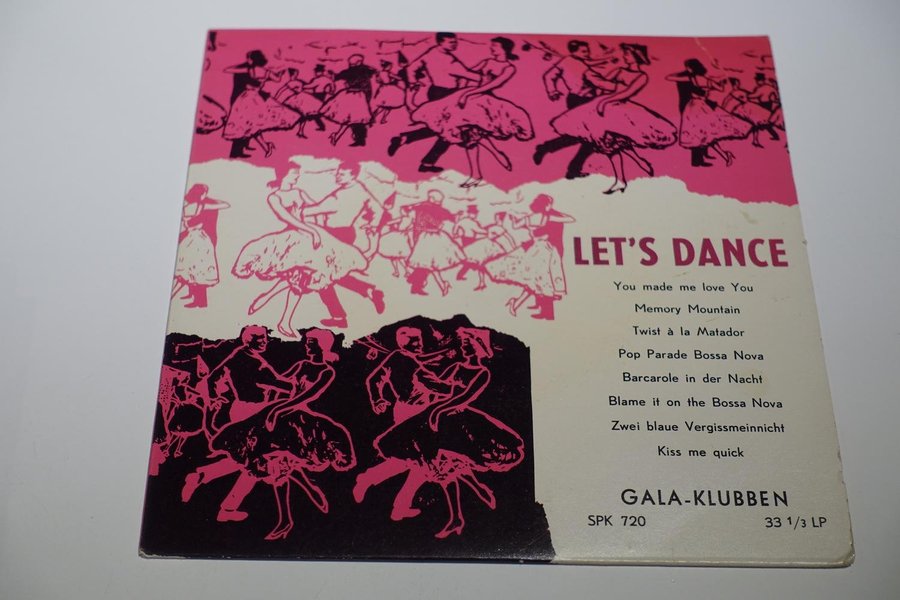 LET'S DANCE
You made me love You
Memory Mountain
Twist à la Matador
Pop Parade Bossa Nova
Barcarole in der Nacht
Blame it on the Bossa Nova
Zwei blaue Vergissmeinnicht
Kiss me quick
GALA-KLUBBEN
SPK 720 33 1/3 LP